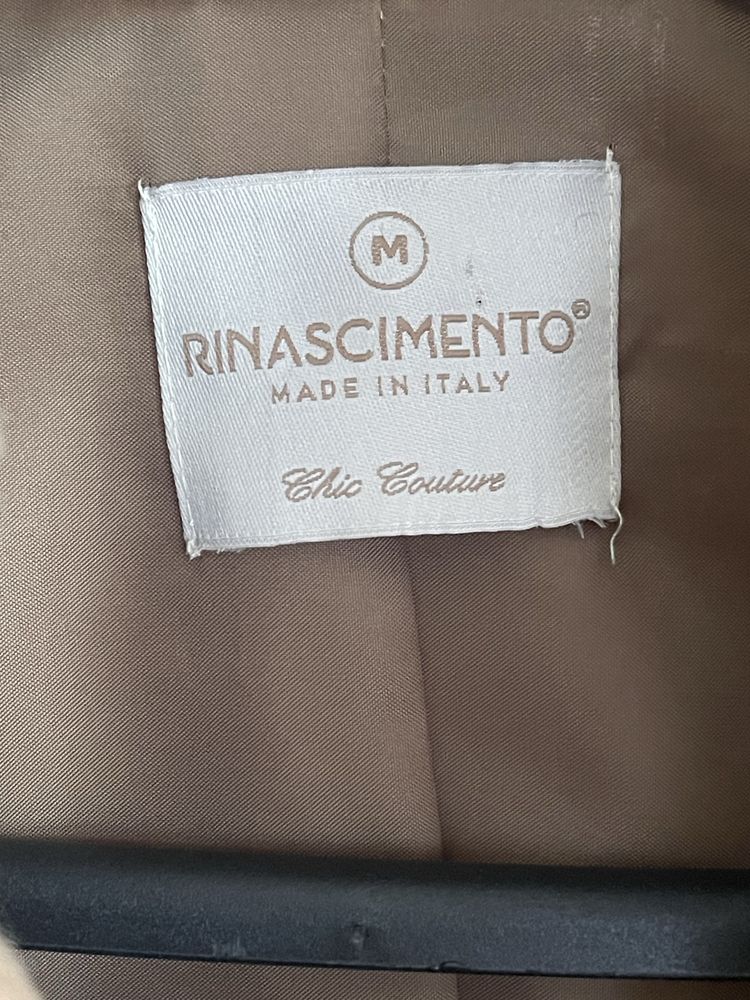 M
RINASCIMENTO®
MADE IN ITALY
Chic Couture